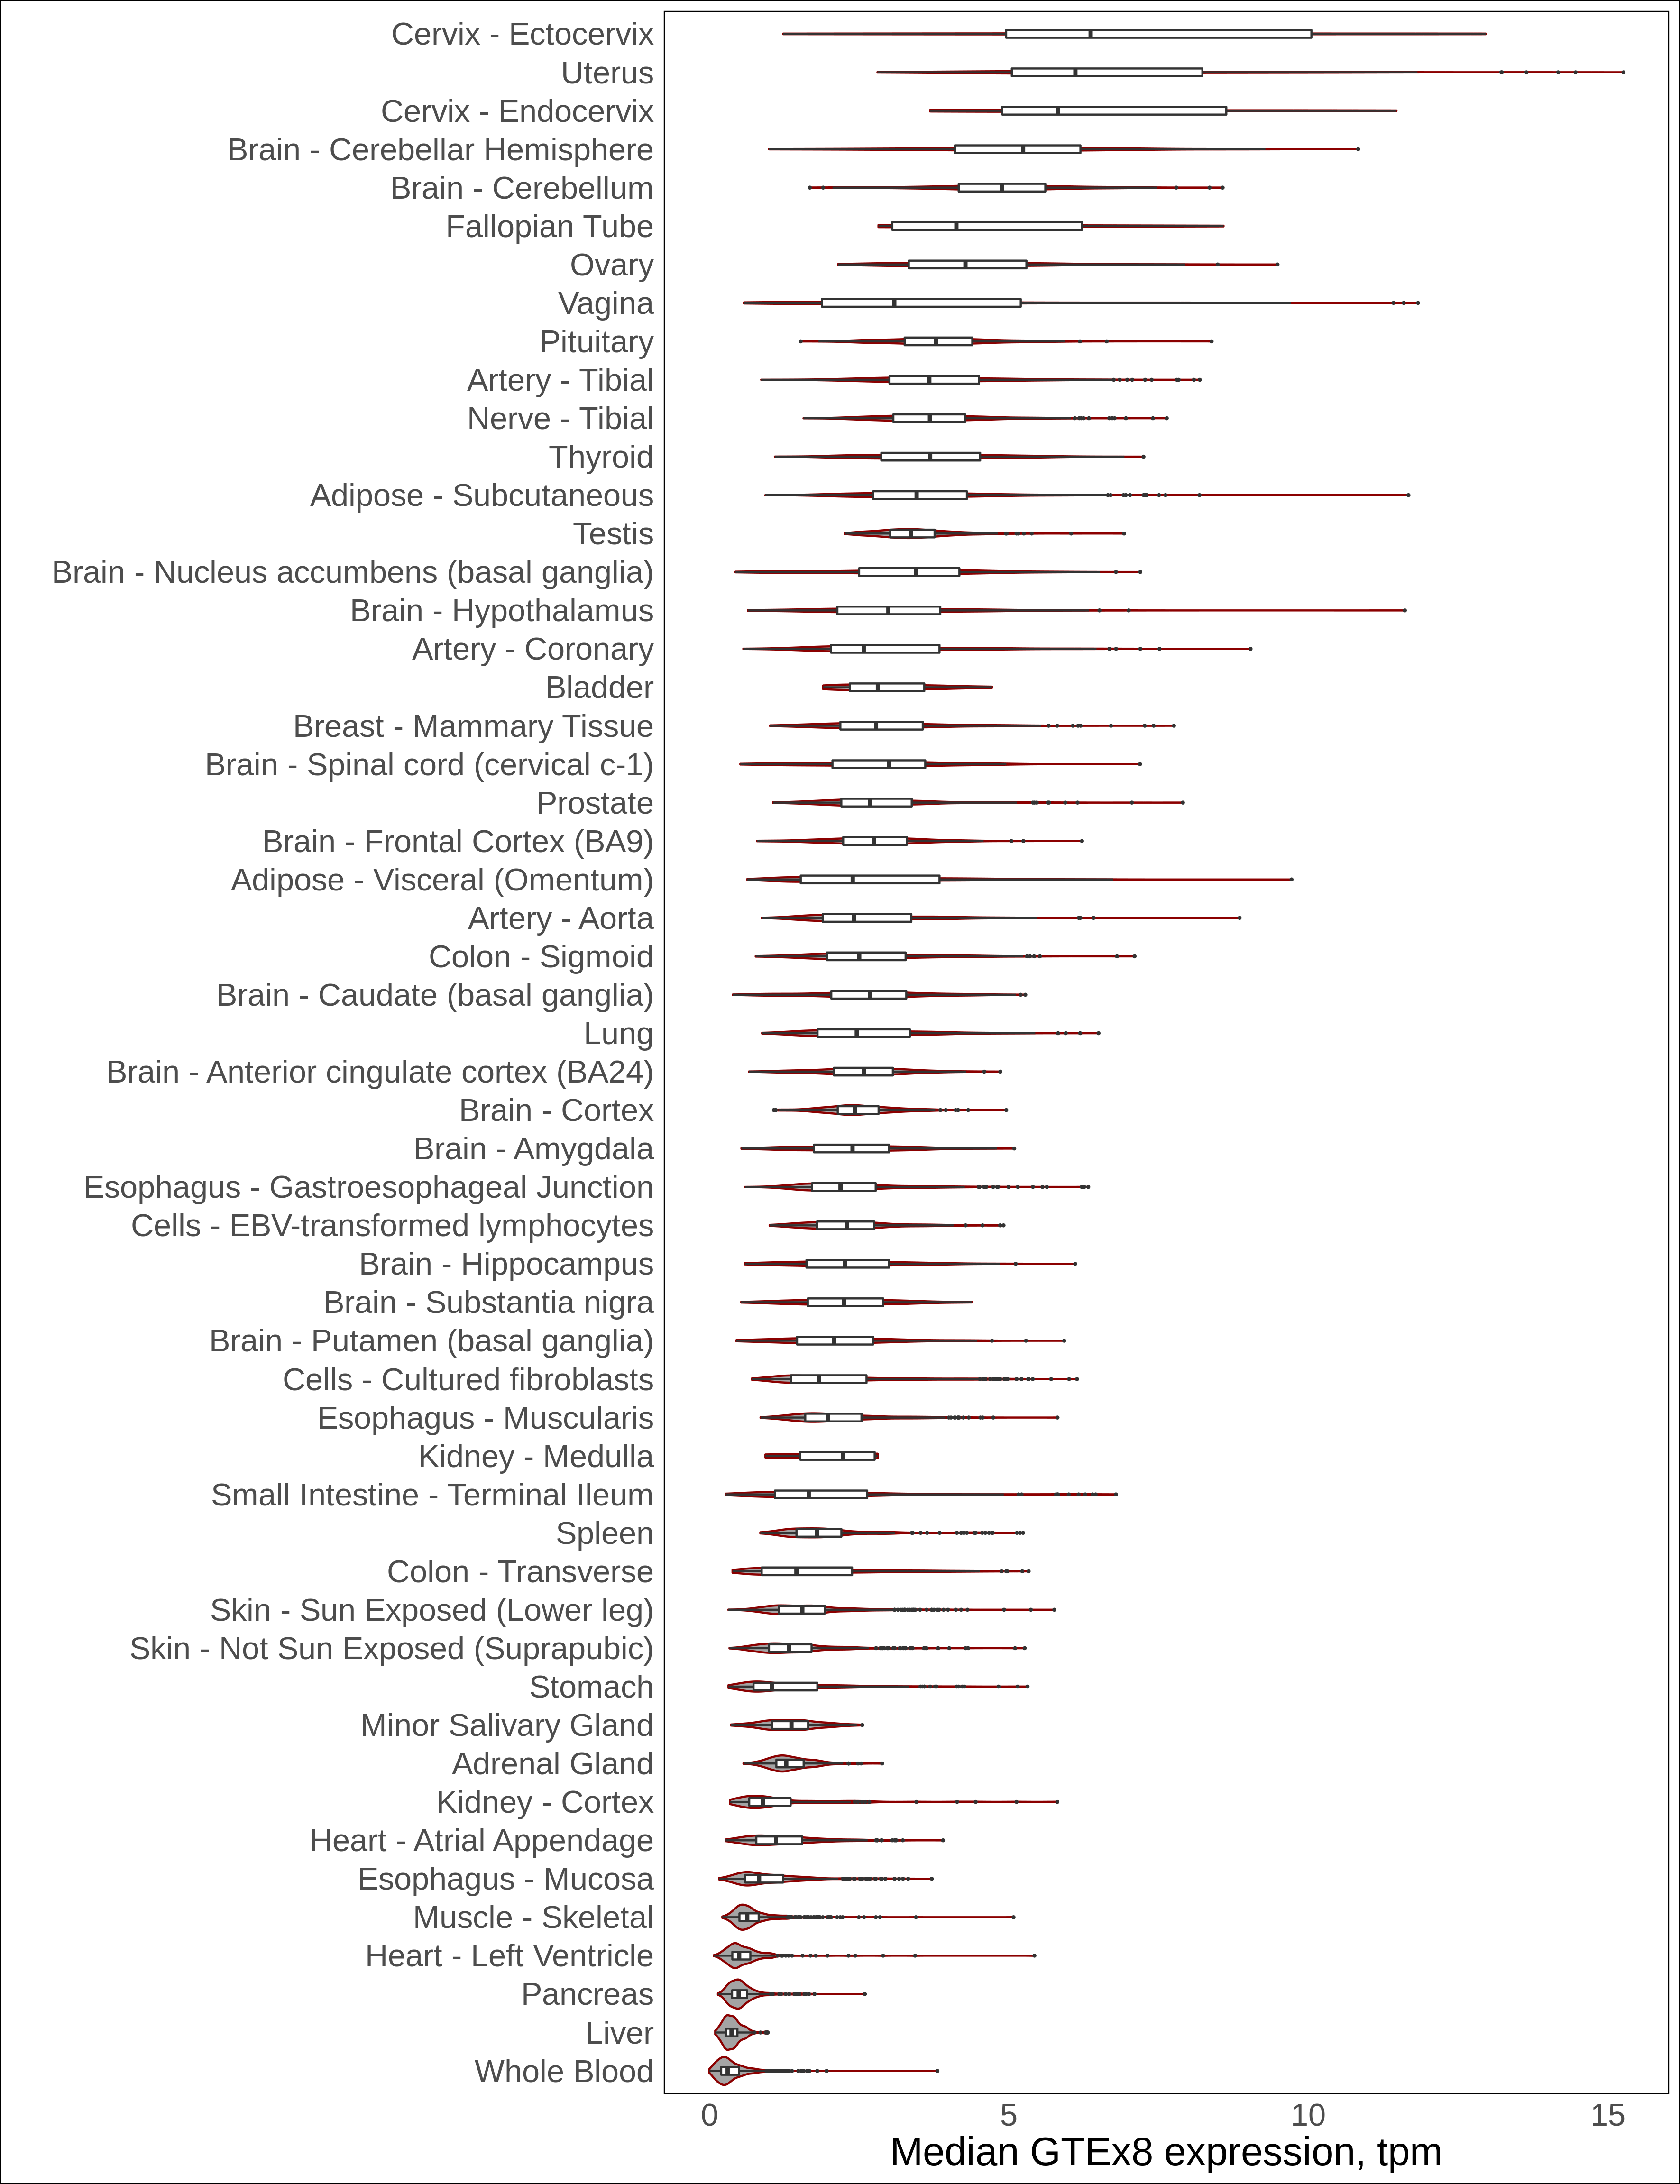 Cervix - Ectocervix
Uterus
Cervix - Endocervix
Brain - Cerebellar Hemisphere
Brain - Cerebellum
Fallopian Tube
Ovary
Vagina
Pituitary
Artery - Tibial
Nerve - Tibial
Thyroid
Adipose - Subcutaneous
Testis
Brain - Nucleus accumbens (basal ganglia)
Brain - Hypothalamus
Artery - Coronary
Bladder
Breast - Mammary Tissue
Brain - Spinal cord (cervical c-1)
Prostate
Brain - Frontal Cortex (BA9)
Adipose - Visceral (Omentum)
Artery - Aorta
Colon - Sigmoid
Brain - Caudate (basal ganglia)
Lung
Brain - Anterior cingulate cortex (BA24)
Brain - Cortex
Brain - Amygdala
Esophagus - Gastroesophageal Junction
Cells - EBV-transformed lymphocytes
Brain - Hippocampus
Brain - Substantia nigra
Brain - Putamen (basal ganglia)
Cells - Cultured fibroblasts
Esophagus - Muscularis
Kidney - Medulla
Small Intestine - Terminal Ileum
Spleen
Colon - Transverse
Skin - Sun Exposed (Lower leg)
Skin - Not Sun Exposed (Suprapubic)
Stomach
Minor Salivary Gland
Adrenal Gland
Kidney - Cortex
Heart - Atrial Appendage
Esophagus - Mucosa
Muscle - Skeletal
Heart - Left Ventricle
Pancreas
Liver
Whole Blood
0 5 10 15
Median GTEx8 expression, tpm